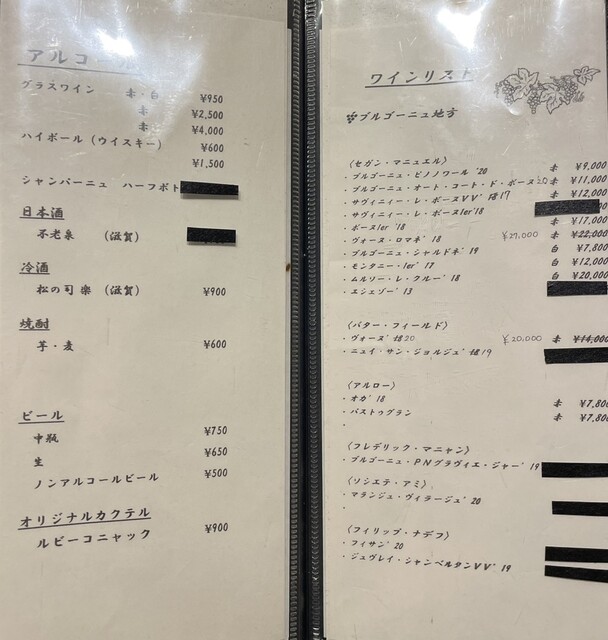 アルコール
グラスワイン 赤・白 ¥950
赤 ¥2,500
赤 ¥4,000
ハイボール (ウイスキー) ¥600
¥1,500
シャンパーニュ ハーフボト
日本酒
不老泉 (滋賀)
冷酒
松の司 楽 (滋賀) ¥900
焼酎
芋・麦 ¥600
ビール
中瓶 ¥750
生 ¥650
ノンアルコールビール ¥500
オリジナルカクテル
ルビーコニャック ¥900
ワインリスト
ブルゴーニュ地方
〈セガン・マニュエル〉
・ブルゴーニュ・ピノノワール '20 赤 ¥9,000
・ブルゴーニュ・オート・コート・ド・ボーヌ 20 赤 ¥11,000
・サヴィニー・レ・ボーヌVV 17 赤 ¥12,000
・サヴィニー・レ・ボーヌ1er '18
・ボーヌ1er '18 赤 ¥17,000
・ヴォーヌ・ロマネ '18 ¥27,000 赤 ¥22,000
・ブルゴーニュ・シャルドネ '19 白 ¥7,800
・モンタニー・1er '17 白 ¥12,000
・ムルソー・レ・クルー '18 白 ¥20,000
・エシェゾー '13
〈バター・フィールド〉
・ヴォーヌ 20 ¥20,000 赤 ¥14,000
・ニュイ・サン・ジョルジュ 19
〈アルロー〉
・オカ '18 赤 ¥7,800
・パストゥグラン 赤 ¥7,800
・
〈フレデリック・マニャン〉
・ブルゴーニュ・PNグラヴィエ・ジャー '19
〈ソシエテ・アミ〉
・マランジュ・ヴィラージュ '20
・
〈フィリップ・ナデフ〉
・フィサン '20
・ジュヴレイ・シャンベルタンVV '19